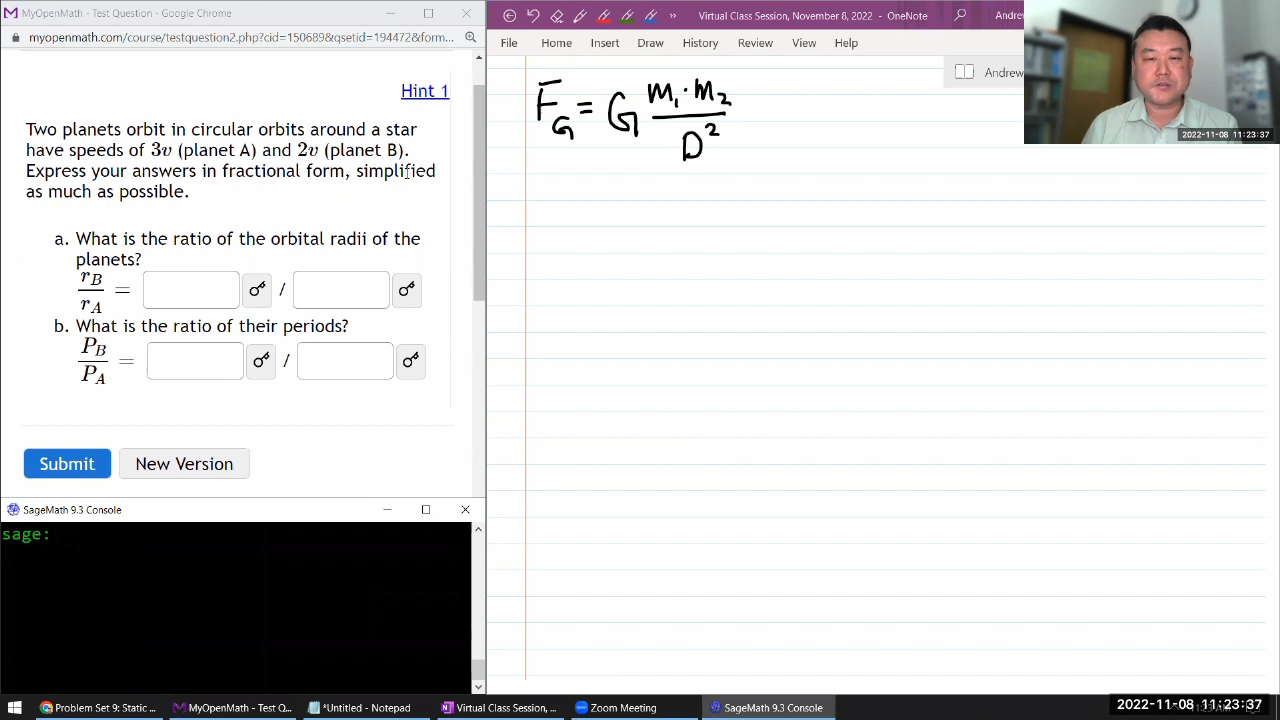 MyOpenMath - Test Question - Google Chrome
myopenmath.com/course/testquestion2.php?cid=150689&qsetid=194472&form...
Hint 1
Two planets orbit in circular orbits around a star
have speeds of 3v (planet A) and 2v (planet B).
Express your answers in fractional form, simplified
as much as possible.
a. What is the ratio of the orbital radii of the
planets?
r_B / r_A = /
b. What is the ratio of their periods?
P_B / P_A = /
Submit
New Version
SageMath 9.3 Console
sage:
Virtual Class Session, November 8, 2022 - OneNote
Andrew
File Home Insert Draw History Review View Help
Andrew
F_G = G m_1 · m_2 / D^2
2022-11-08 11:23:37
Problem Set 9: Static ...
MyOpenMath - Test Q...
*Untitled - Notepad
Virtual Class Session, ...
Zoom Meeting
SageMath 9.3 Console
2022-11-08 11:23:37